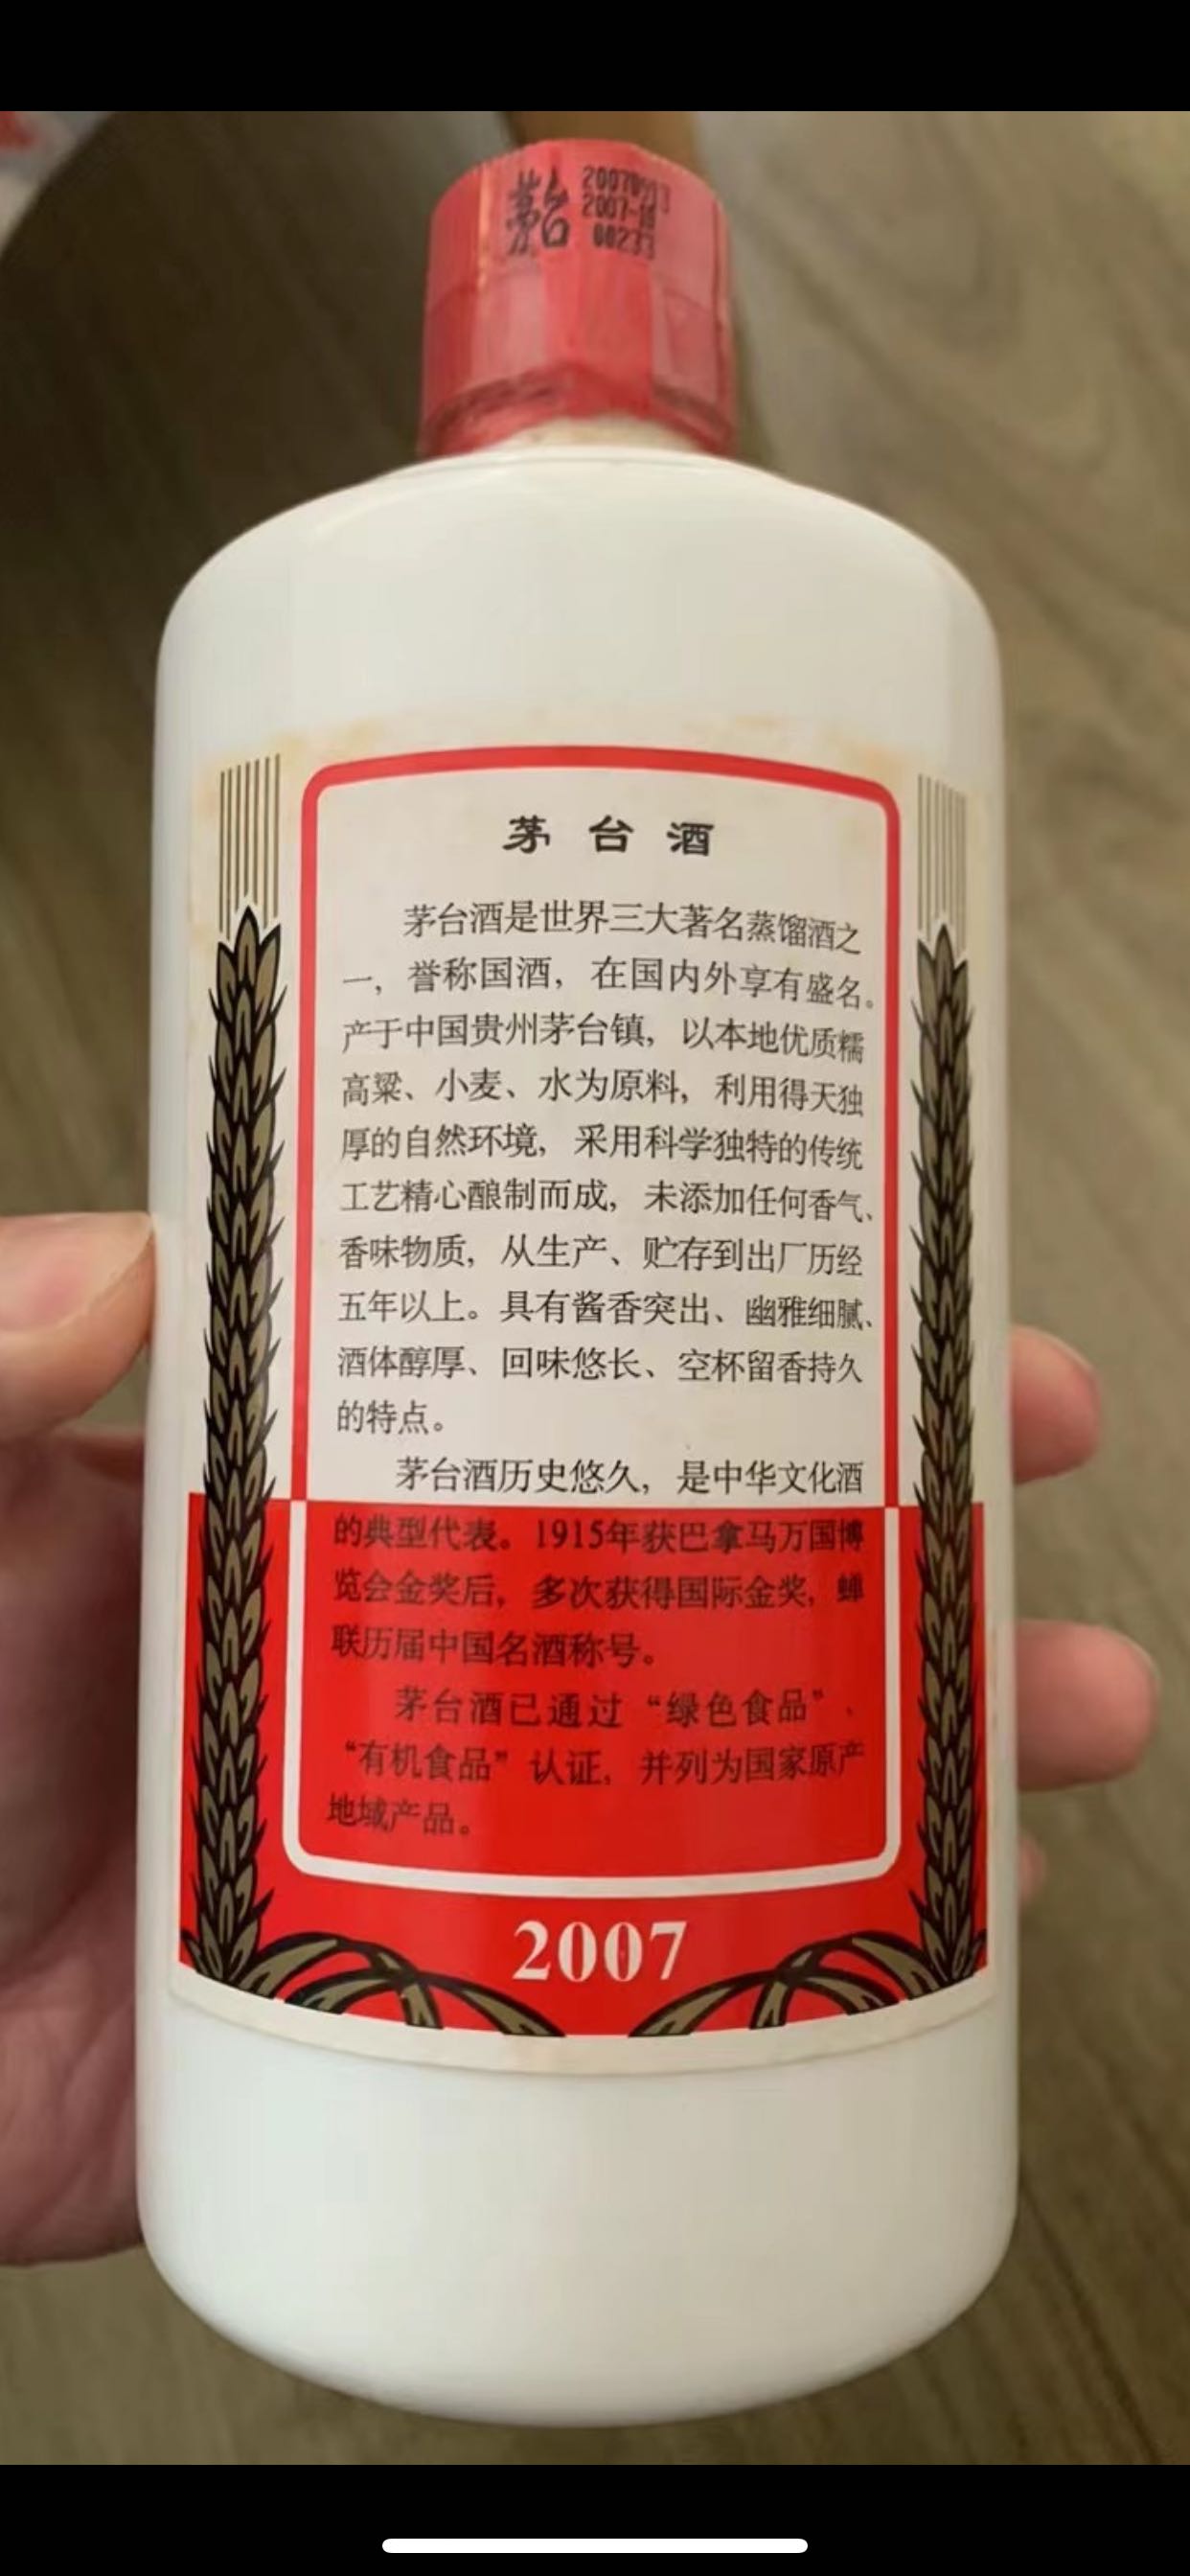 茅台
2007-16
00233
茅台酒
茅台酒是世界三大著名蒸馏酒之
一，誉称国酒，在国内外享有盛名。
产于中国贵州茅台镇，以本地优质糯
高粱、小麦、水为原料，利用得天独
厚的自然环境，采用科学独特的传统
工艺精心酿制而成，未添加任何香气、
香味物质，从生产、贮存到出厂历经
五年以上。具有酱香突出、幽雅细腻、
酒体醇厚、回味悠长、空杯留香持久
的特点。
茅台酒历史悠久，是中华文化酒
的典型代表。1915年获巴拿马万国博
览会金奖后，多次获得国际金奖，蝉
联历届中国名酒称号。
茅台酒已通过“绿色食品”、
“有机食品”认证，并列为国家原产
地域产品。
2007